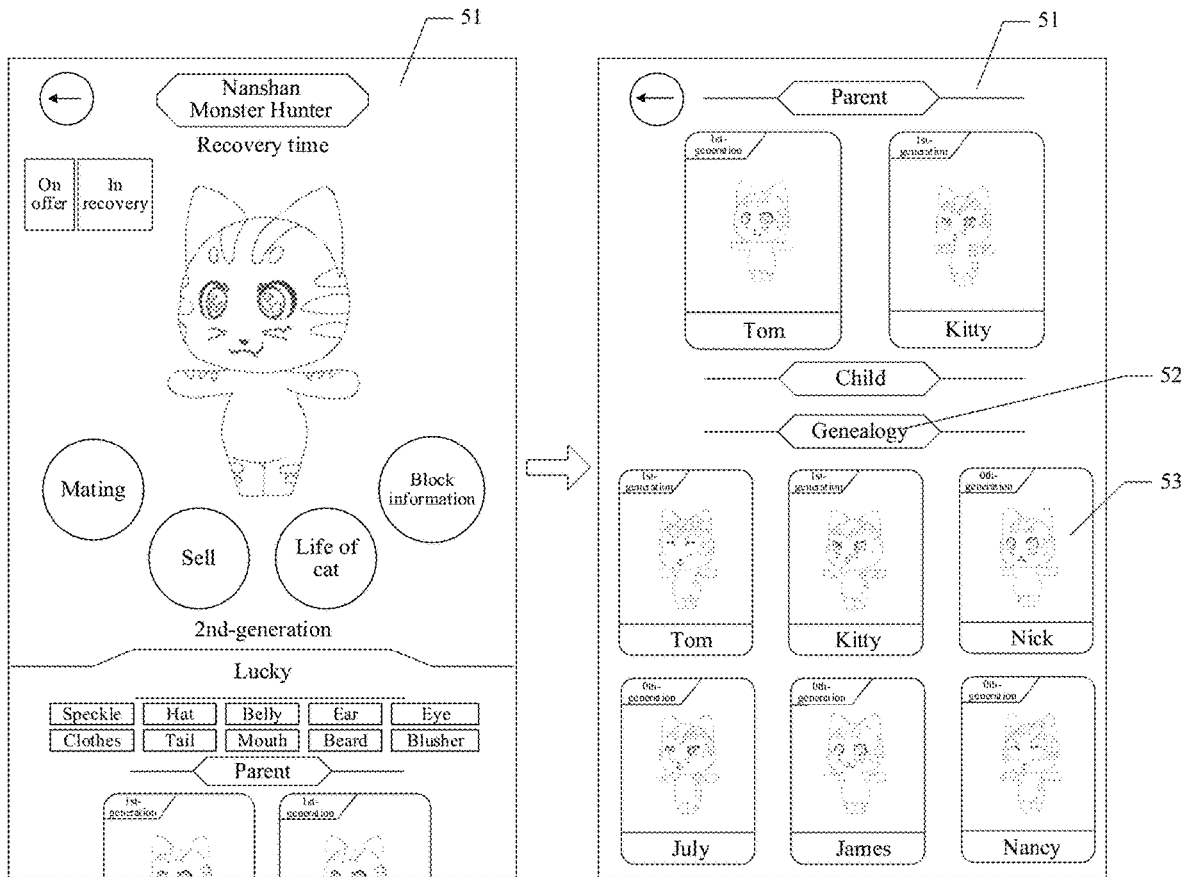 51
Nanshan
Monster Hunter
Recovery time
On
offer
In
recovery
Mating
Sell
Life of
cat
Block
information
2nd-generation
Lucky
Speckle
Hat
Belly
Ear
Eye
Clothes
Tail
Mouth
Beard
Blusher
Parent
1st-
generation
1st-
generation
51
Parent
1st-
generation
1st-
generation
Tom
Kitty
Child
52
Genealogy
1st-
generation
1st-
generation
0th-
generation
53
Tom
Kitty
Nick
0th-
generation
0th-
generation
0th-
generation
July
James
Nancy